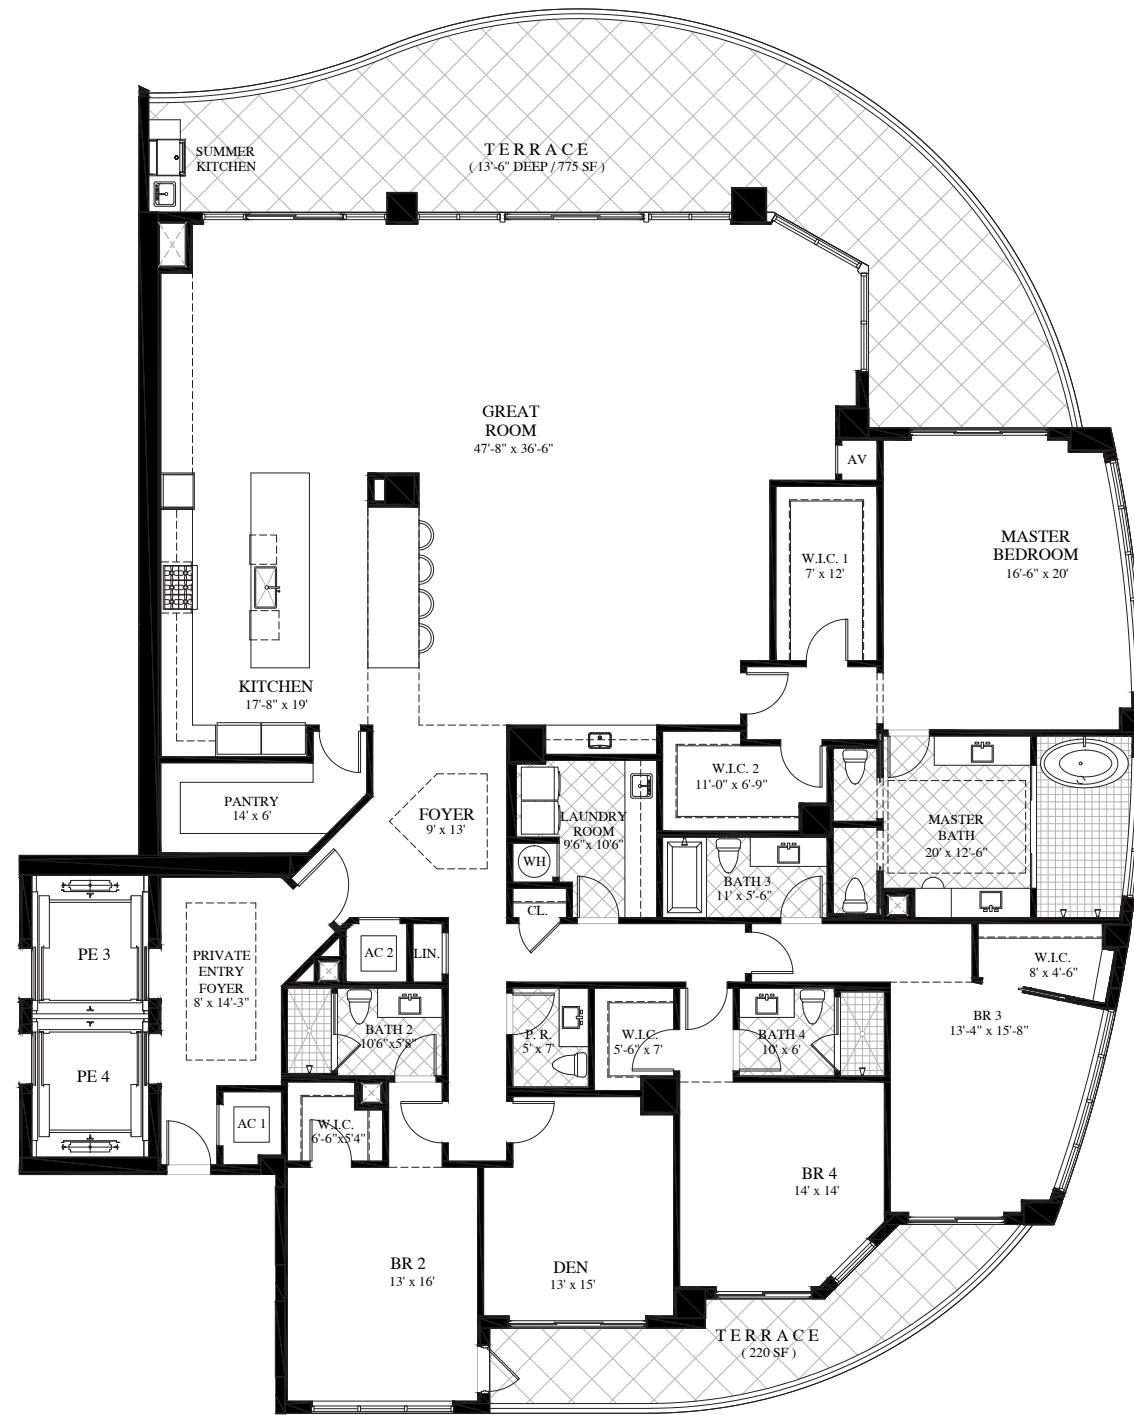 TERRACE
( 13'-6" DEEP / 775 SF )
SUMMER
KITCHEN
GREAT
ROOM
47'-8" x 36'-6"
AV
MASTER
BEDROOM
16'-6" x 20'
W.I.C. 1
7' x 12'
KITCHEN
17'-8" x 19'
W.I.C. 2
11'-0" x 6'-9"
PANTRY
14' x 6'
FOYER
9' x 13'
LAUNDRY
ROOM
9'6"x 10'6"
MASTER
BATH
20' x 12'-6"
WH
BATH 3
11' x 5'-6"
CL.
PE 3
PRIVATE
ENTRY
FOYER
8' x 14'-3"
AC 2
LIN.
W.I.C.
8' x 4'-6"
BR 3
13'-4" x 15'-8"
BATH 2
10'6"x5'8"
P. R.
5' x 7'
W.I.C.
5'-6" x 7'
BATH 4
10' x 6'
PE 4
AC 1
W.I.C.
6'-6"x5'4"
BR 4
14' x 14'
BR 2
13' x 16'
DEN
13' x 15'
TERRACE
( 220 SF )